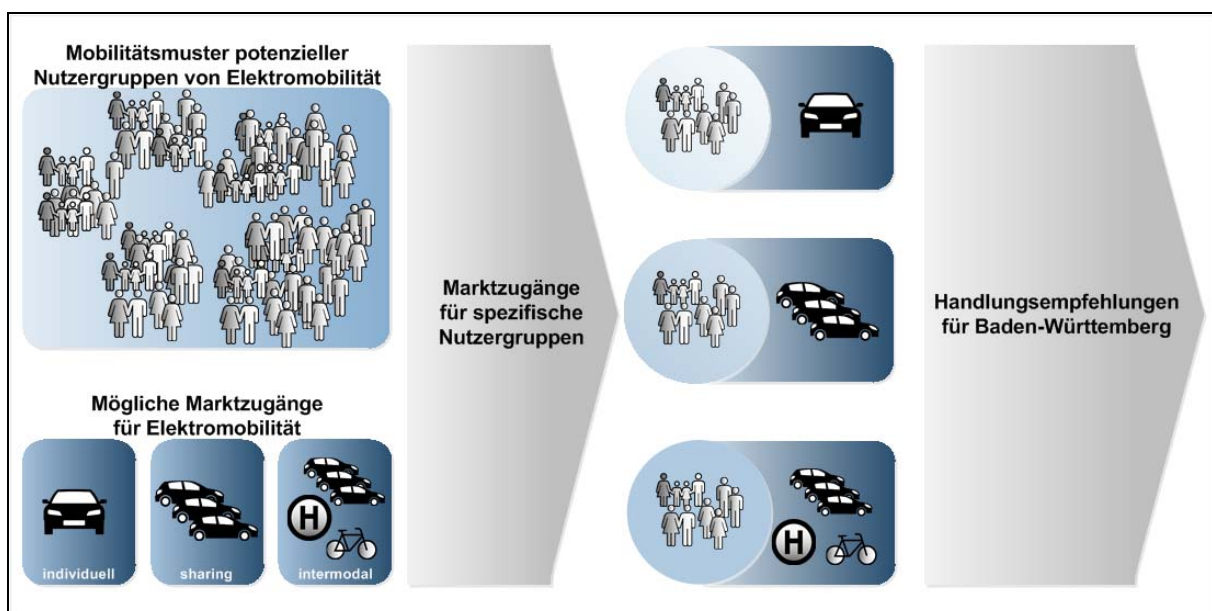 Mobilitätsmuster potenzieller
Nutzergruppen von Elektromobilität
Mögliche Marktzugänge
für Elektromobilität
individuell
sharing
H
intermodal
Marktzugänge
für spezifische
Nutzergruppen
H
Handlungsempfehlungen
für Baden-Württemberg